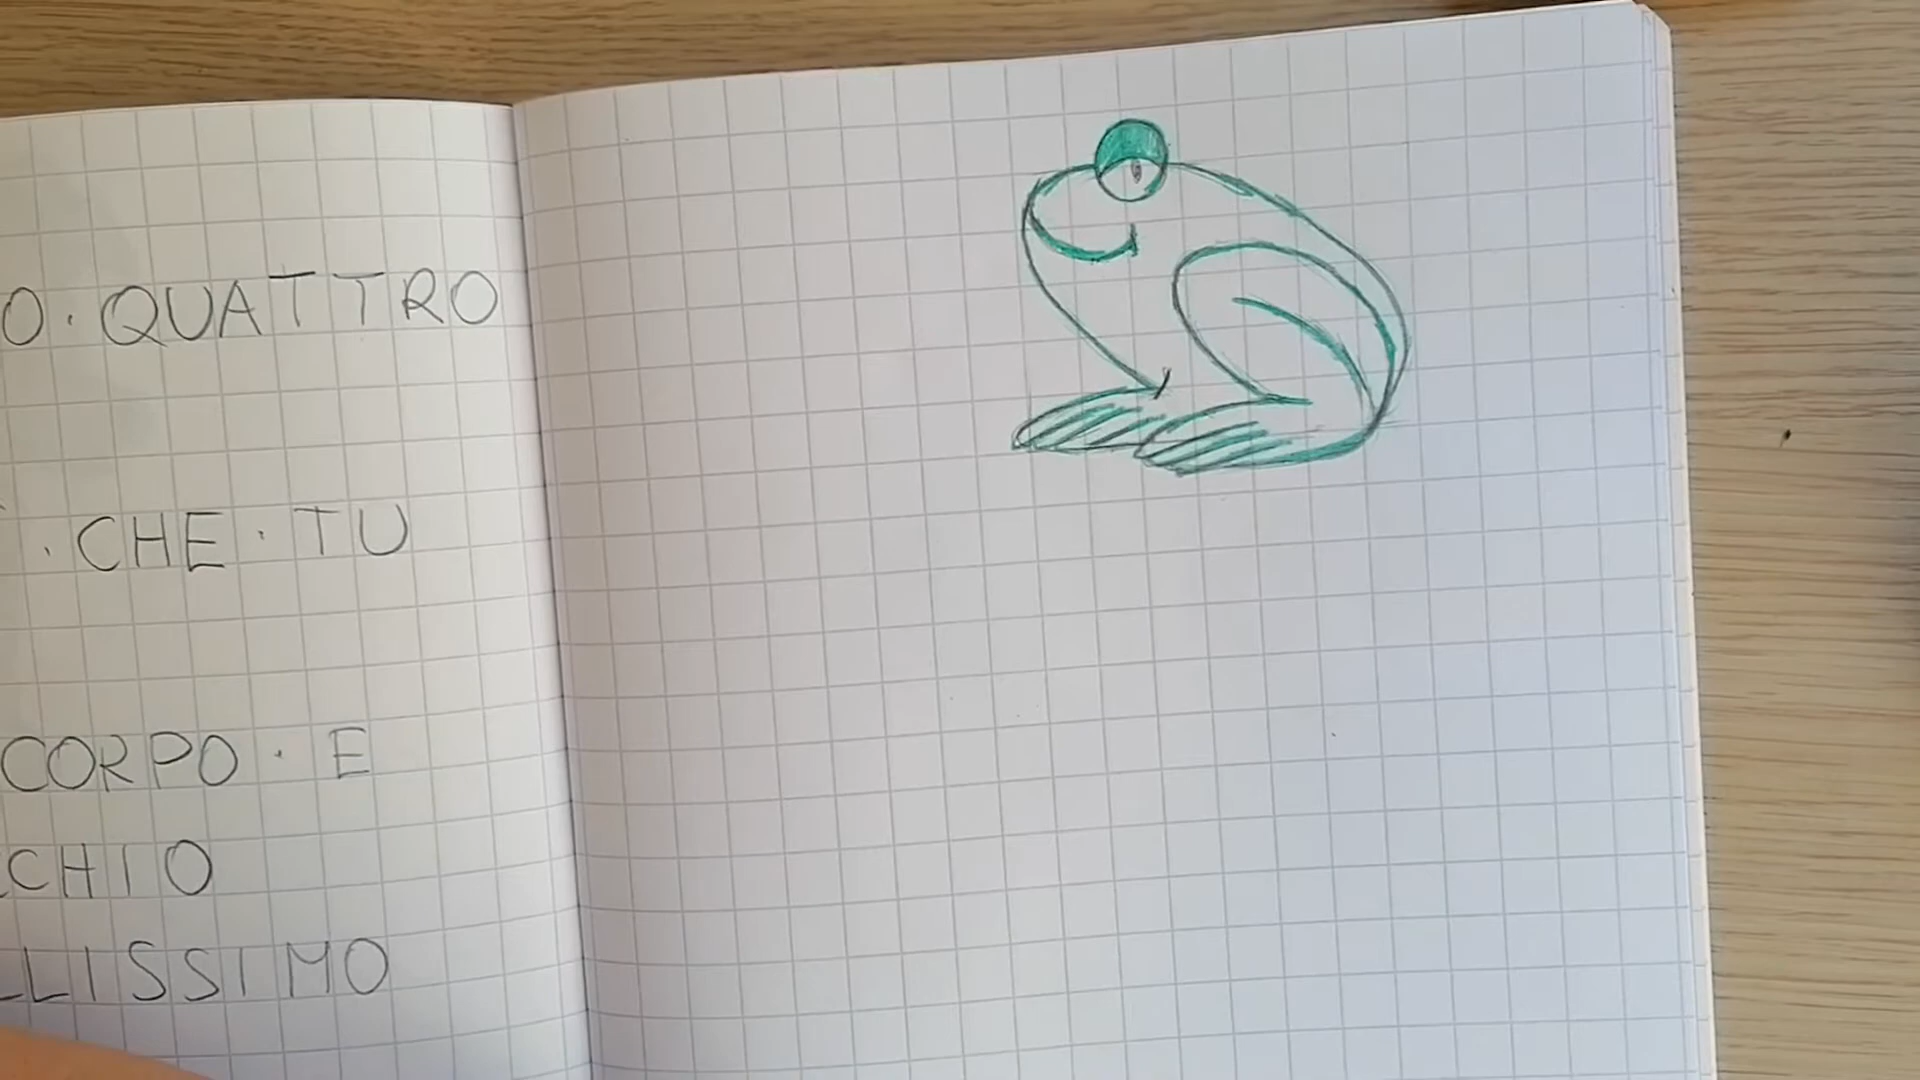 O · QUATTRO
· CHE · TU
CORPO · E
CHIO
LLISSIMO